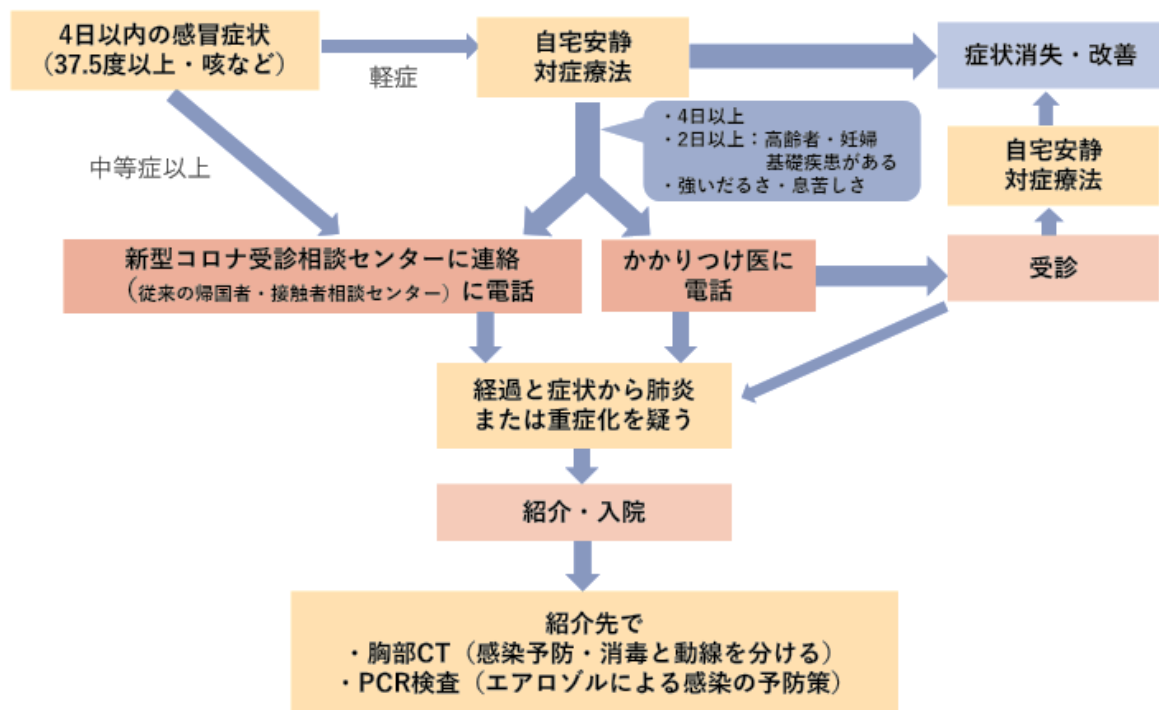 4日以内の感冒症状
（37.5度以上・咳など）
軽症
自宅安静
対症療法
症状消失・改善
中等症以上
・4日以上
・2日以上：高齢者・妊婦
基礎疾患がある
・強いだるさ・息苦しさ
自宅安静
対症療法
新型コロナ受診相談センターに連絡
（従来の帰国者・接触者相談センター）に電話
かかりつけ医に
電話
受診
経過と症状から肺炎
または重症化を疑う
紹介・入院
紹介先で
・胸部CT（感染予防・消毒と動線を分ける）
・PCR検査（エアロゾルによる感染の予防策）